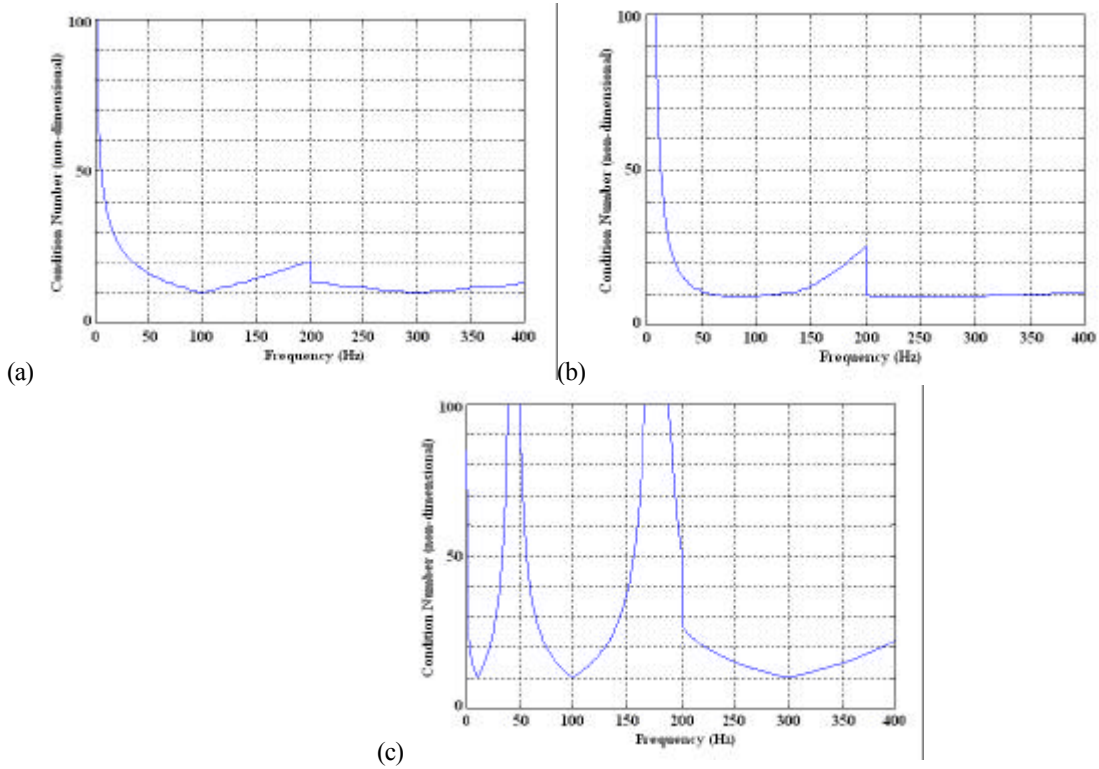 100
50
0
Condition Number (non-dimensional)
0 50 100 150 200 250 300 350 400
Frequency (Hz)
(a)
100
50
0
Condition Number (non-dimensional)
0 50 100 150 200 250 300 350 400
Frequency (Hz)
(b)
100
50
0
Condition Number (non-dimensional)
0 50 100 150 200 250 300 350 400
Frequency (Hz)
(c)